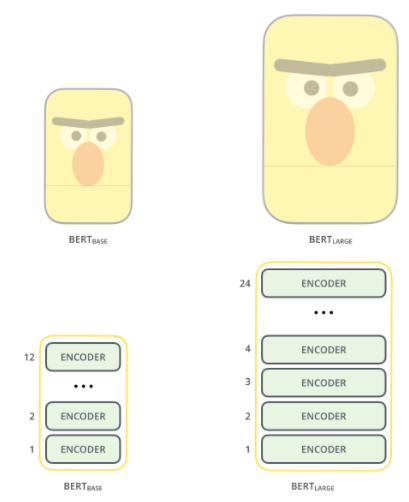 BERTBASE
BERTLARGE
24 ENCODER
...
4 ENCODER
3 ENCODER
2 ENCODER
1 ENCODER
12 ENCODER
...
2 ENCODER
1 ENCODER
BERTBASE
BERTLARGE